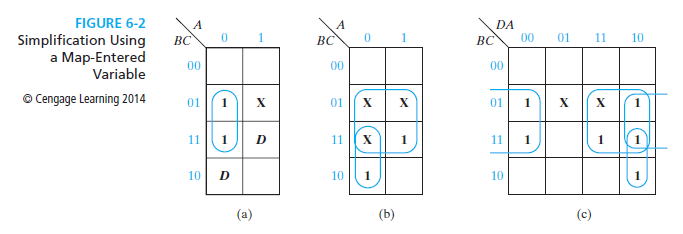 FIGURE 6-2
Simplification Using
a Map-Entered
Variable
© Cengage Learning 2014
A
BC 0 1
00
01 1 X
11 1 D
10 D
(a)
A
BC 0 1
00
01 X X
11 X 1
10 1
(b)
DA
BC 00 01 11 10
00
01 1 X X 1
11 1 1 1
10 1
(c)